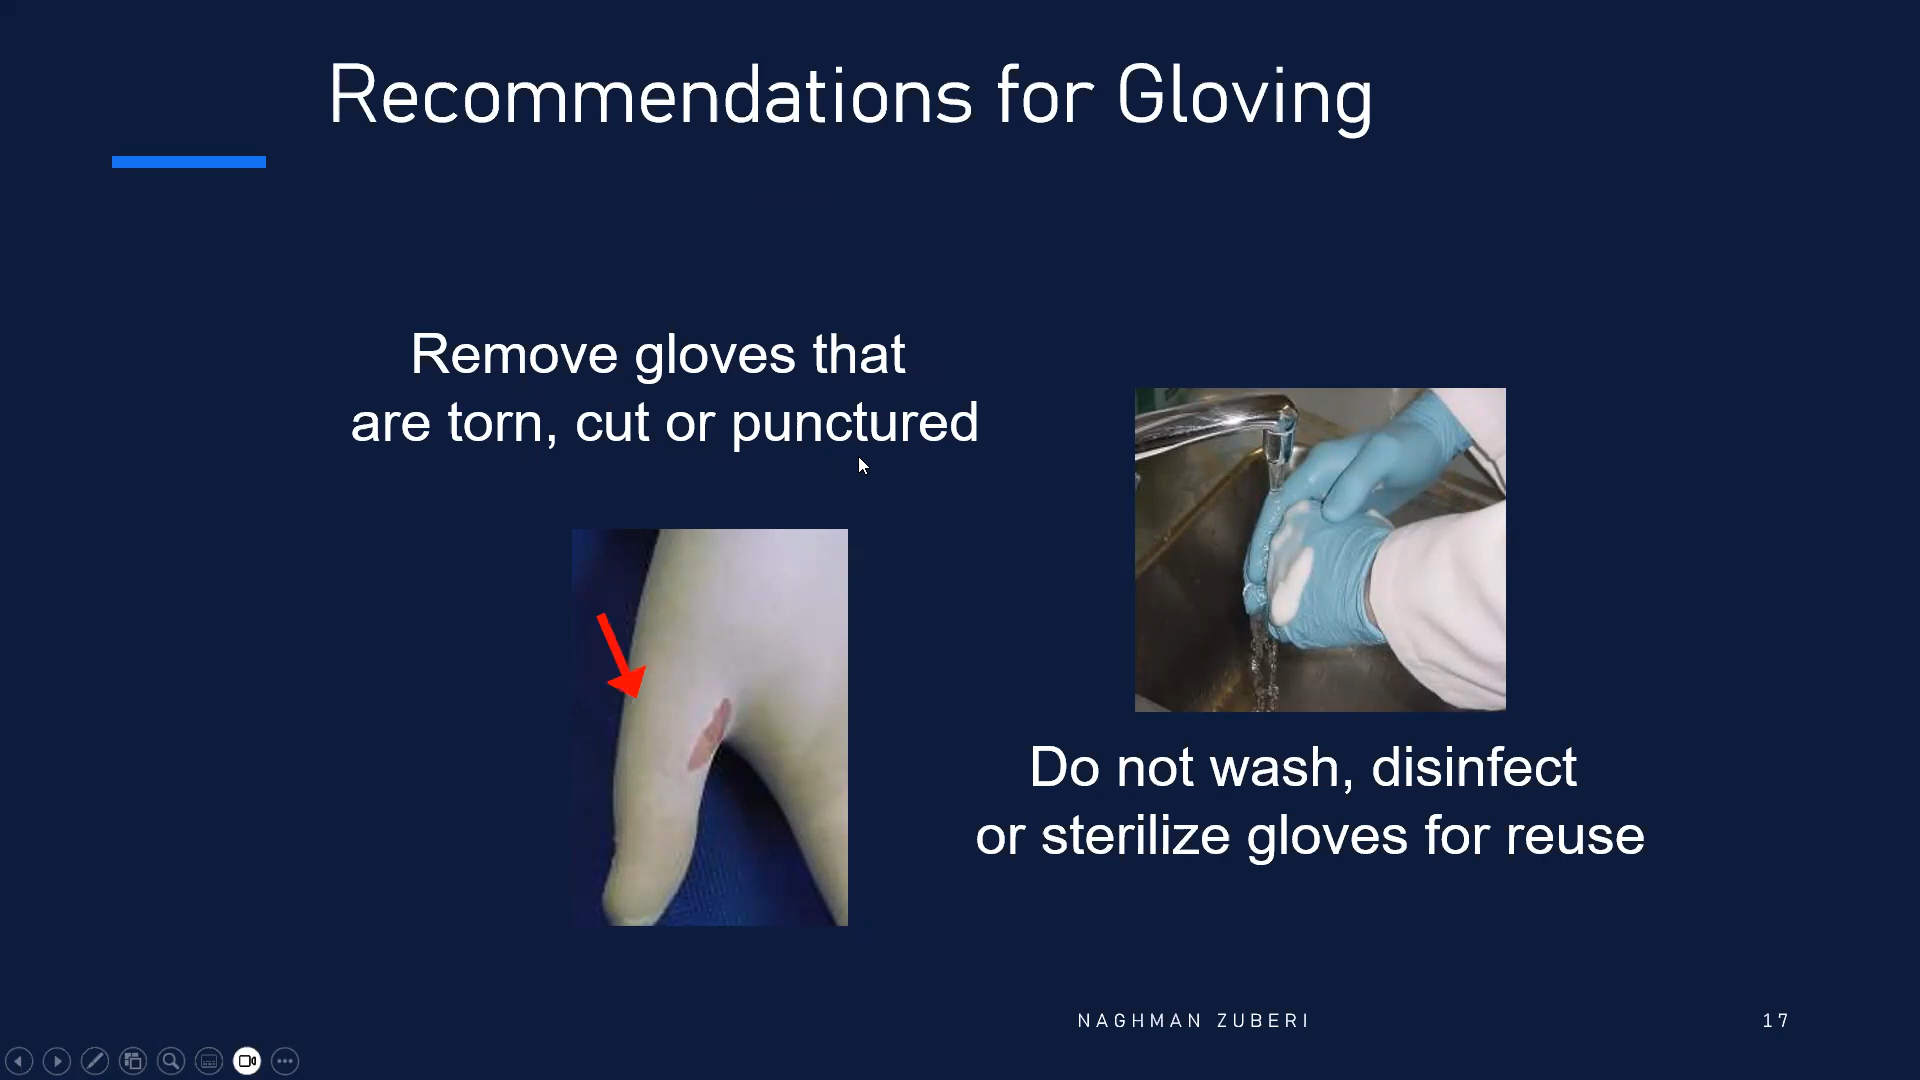 Recommendations for Gloving
Remove gloves that
are torn, cut or punctured
Do not wash, disinfect
or sterilize gloves for reuse
NAGHMAN ZUBERI
17